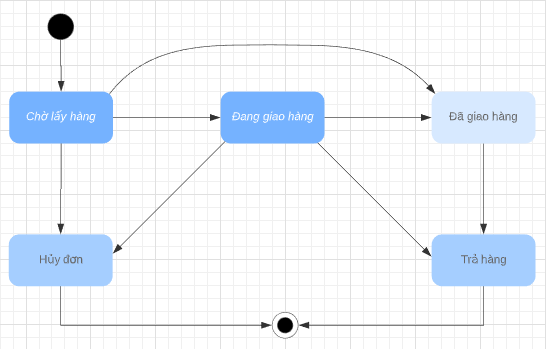 Chờ lấy hàng
Đang giao hàng
Đã giao hàng
Hủy đơn
Trả hàng